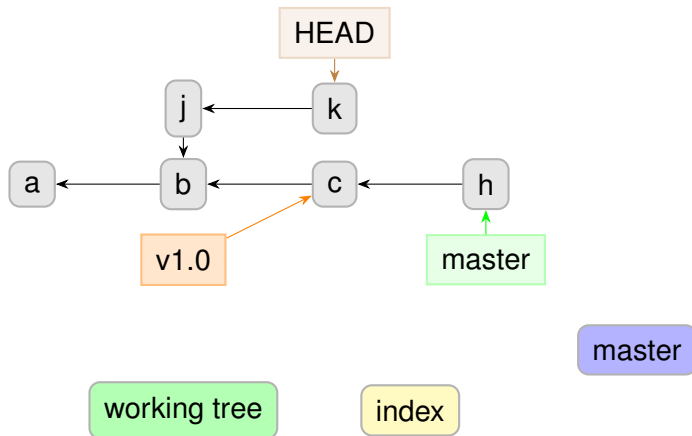 HEAD
j
k
a
b
c
h
v1.0
master
master
working tree
index